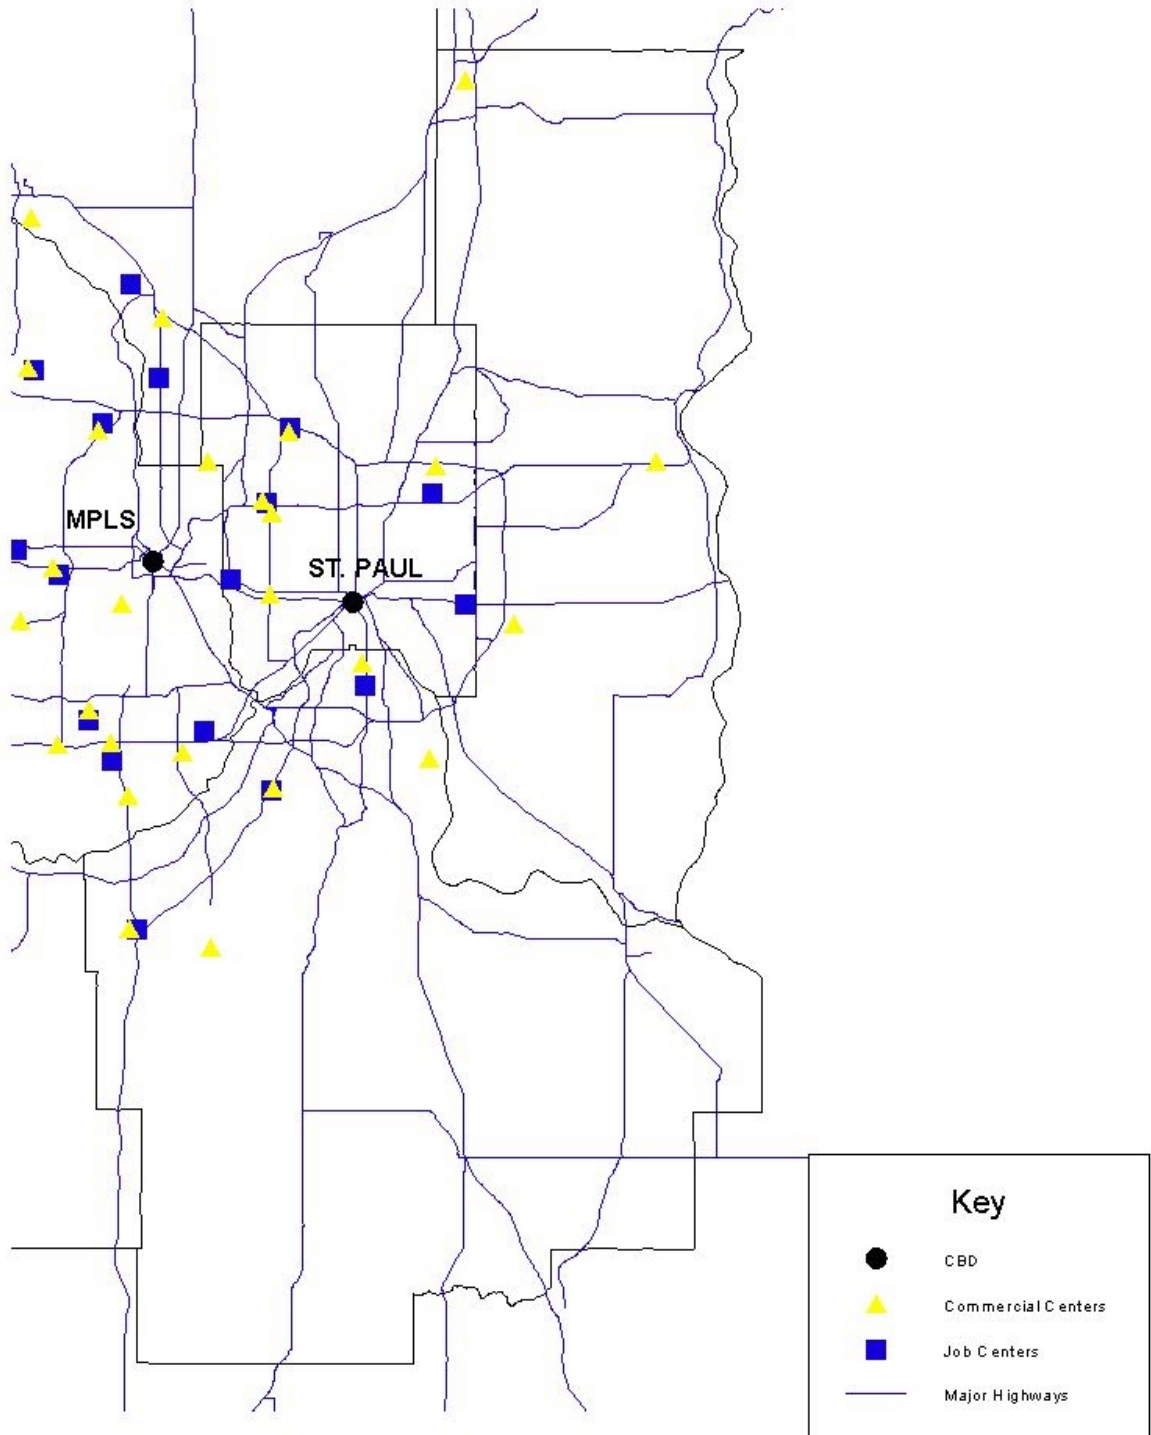 MPLS
ST. PAUL
Key
CBD
Commercial Centers
Job Centers
Major Highways